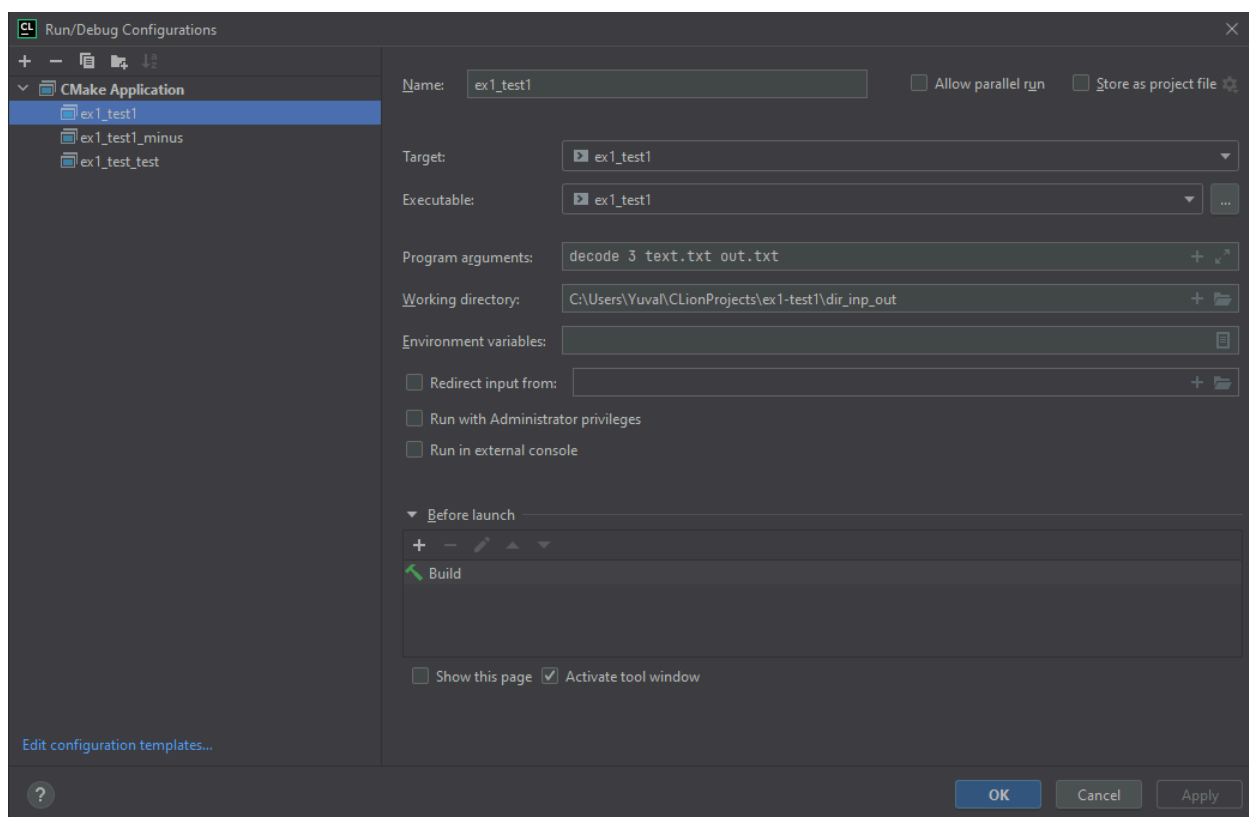 CL Run/Debug Configurations
CMake Application
ex1_test1
ex1_test1_minus
ex1_test_test
Edit configuration templates...
Name: ex1_test1 Allow parallel run Store as project file
Target: ex1_test1
Executable: ex1_test1 ...
Program arguments: decode 3 text.txt out.txt
Working directory: C:\Users\Yuval\CLionProjects\ex1-test1\dir_inp_out
Environment variables:
Redirect input from:
Run with Administrator privileges
Run in external console
Before launch
Build
Show this page Activate tool window
? OK Cancel Apply